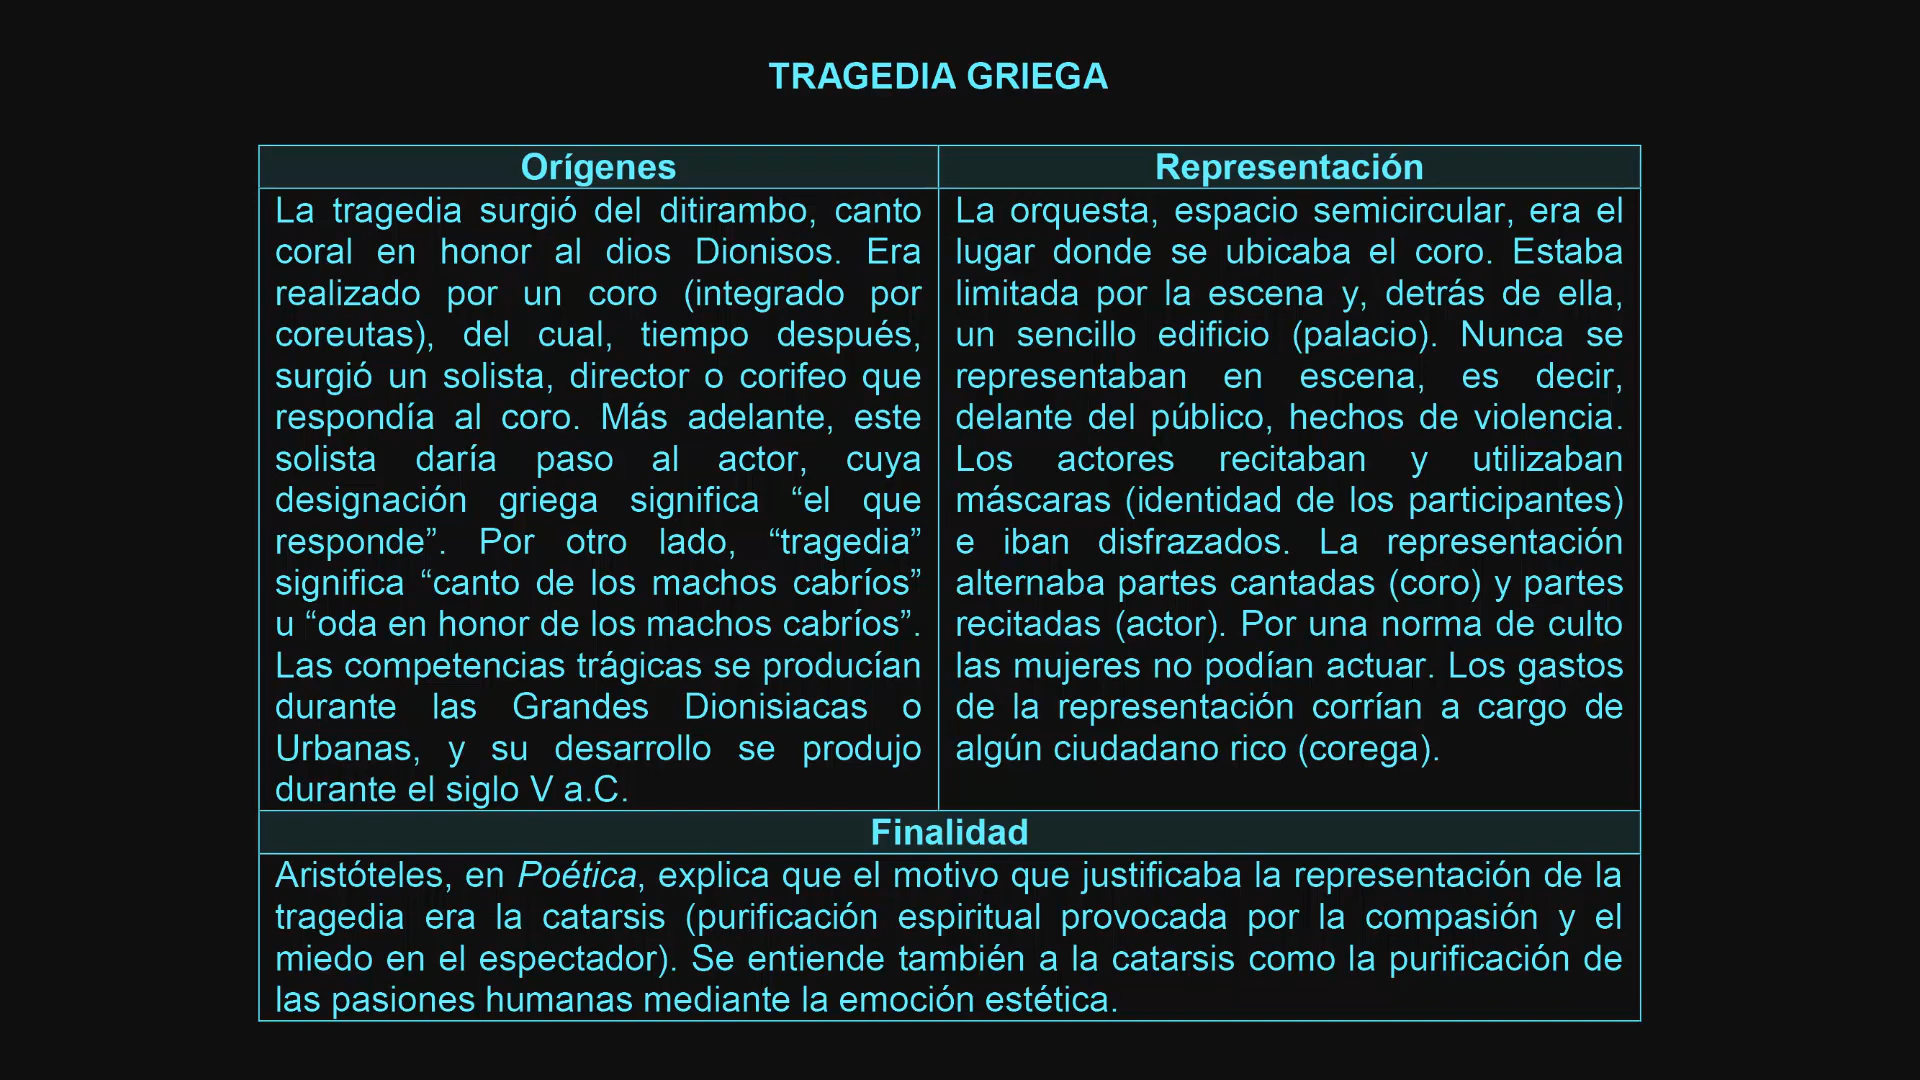 TRAGEDIA GRIEGA
Orígenes
La tragedia surgió del ditirambo, canto
coral en honor al dios Dionisos. Era
realizado por un coro (integrado por
coreutas), del cual, tiempo después,
surgió un solista, director o corifeo que
respondía al coro. Más adelante, este
solista daría paso al actor, cuya
designación griega significa “el que
responde”. Por otro lado, “tragedia”
significa “canto de los machos cabríos”
u “oda en honor de los machos cabríos”.
Las competencias trágicas se producían
durante las Grandes Dionisiacas o
Urbanas, y su desarrollo se produjo
durante el siglo V a.C.
Representación
La orquesta, espacio semicircular, era el
lugar donde se ubicaba el coro. Estaba
limitada por la escena y, detrás de ella,
un sencillo edificio (palacio). Nunca se
representaban en escena, es decir,
delante del público, hechos de violencia.
Los actores recitaban y utilizaban
máscaras (identidad de los participantes)
e iban disfrazados. La representación
alternaba partes cantadas (coro) y partes
recitadas (actor). Por una norma de culto
las mujeres no podían actuar. Los gastos
de la representación corrían a cargo de
algún ciudadano rico (corega).
Finalidad
Aristóteles, en Poética, explica que el motivo que justificaba la representación de la
tragedia era la catarsis (purificación espiritual provocada por la compasión y el
miedo en el espectador). Se entiende también a la catarsis como la purificación de
las pasiones humanas mediante la emoción estética.